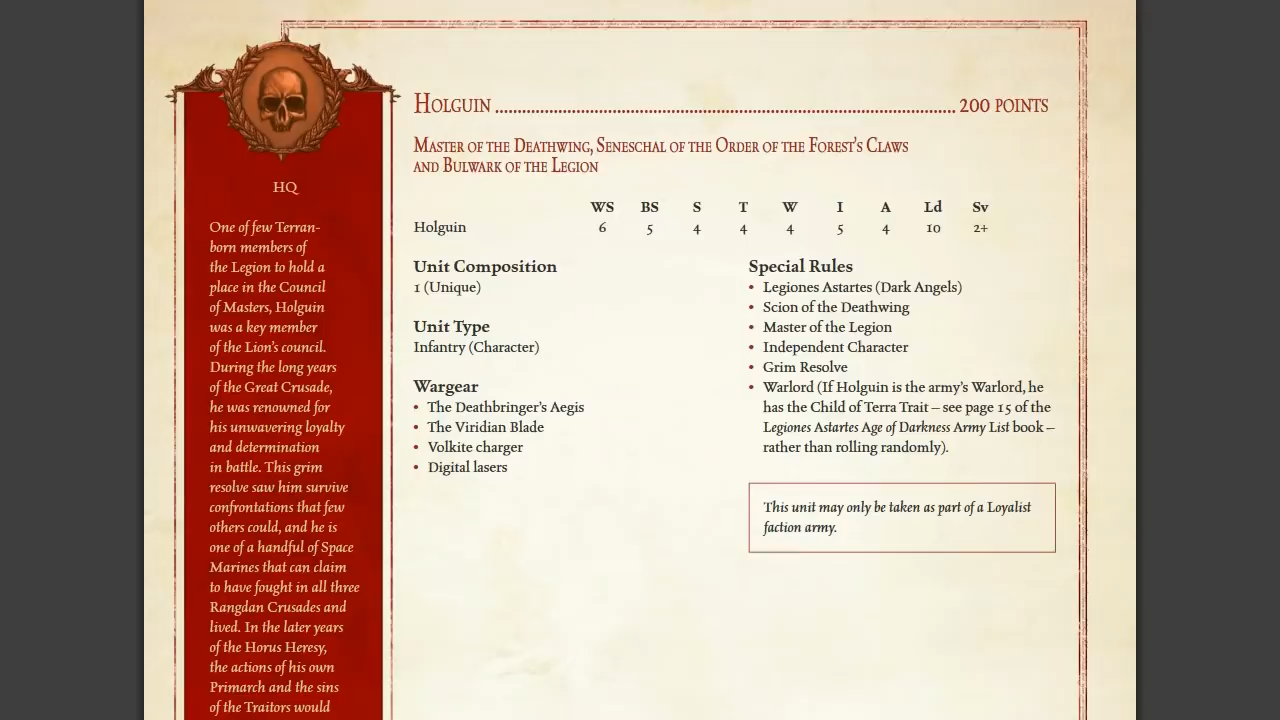 HQ
One of few Terran-
born members of
the Legion to hold a
place in the Council
of Masters, Holguin
was a key member
of the Lion's council.
During the long years
of the Great Crusade,
he was renowned for
his unwavering loyalty
and determination
in battle. This grim
resolve saw him survive
confrontations that few
others could, and he is
one of a handful of Space
Marines that can claim
to have fought in all three
Rangdan Crusades and
lived. In the later years
of the Horus Heresy,
the actions of his own
Primarch and the sins
of the Traitors would
Holguin ........................................................................................................ 200 points
Master of the Deathwing, Seneschal of the Order of the Forest's Claws
and Bulwark of the Legion
WS BS S T W I A Ld Sv
Holguin 6 5 4 4 4 5 4 10 2+
Unit Composition
1 (Unique)
Unit Type
Infantry (Character)
Wargear
• The Deathbringer's Aegis
• The Viridian Blade
• Volkite charger
• Digital lasers
Special Rules
• Legiones Astartes (Dark Angels)
• Scion of the Deathwing
• Master of the Legion
• Independent Character
• Grim Resolve
• Warlord (If Holguin is the army's Warlord, he
has the Child of Terra Trait – see page 15 of the
Legiones Astartes Age of Darkness Army List book –
rather than rolling randomly).
This unit may only be taken as part of a Loyalist
faction army.